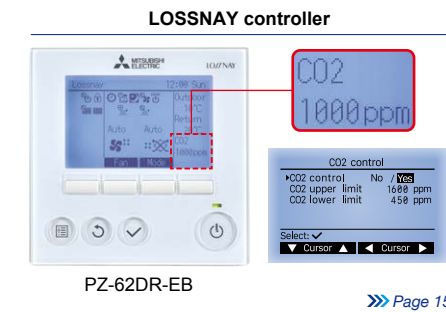 LOSSNAY controller
MITSUBISHI
ELECTRIC
LOSSNAY
Lossnay 12:00 Sun
Outdoor
Return
Auto Auto
CO2
1000ppm
Fan Mode
CO2
1000ppm
CO2 control
CO2 control No / Yes
CO2 upper limit 1600 ppm
CO2 lower limit 450 ppm
Select:
Cursor Cursor
PZ-62DR-EB
Page 15